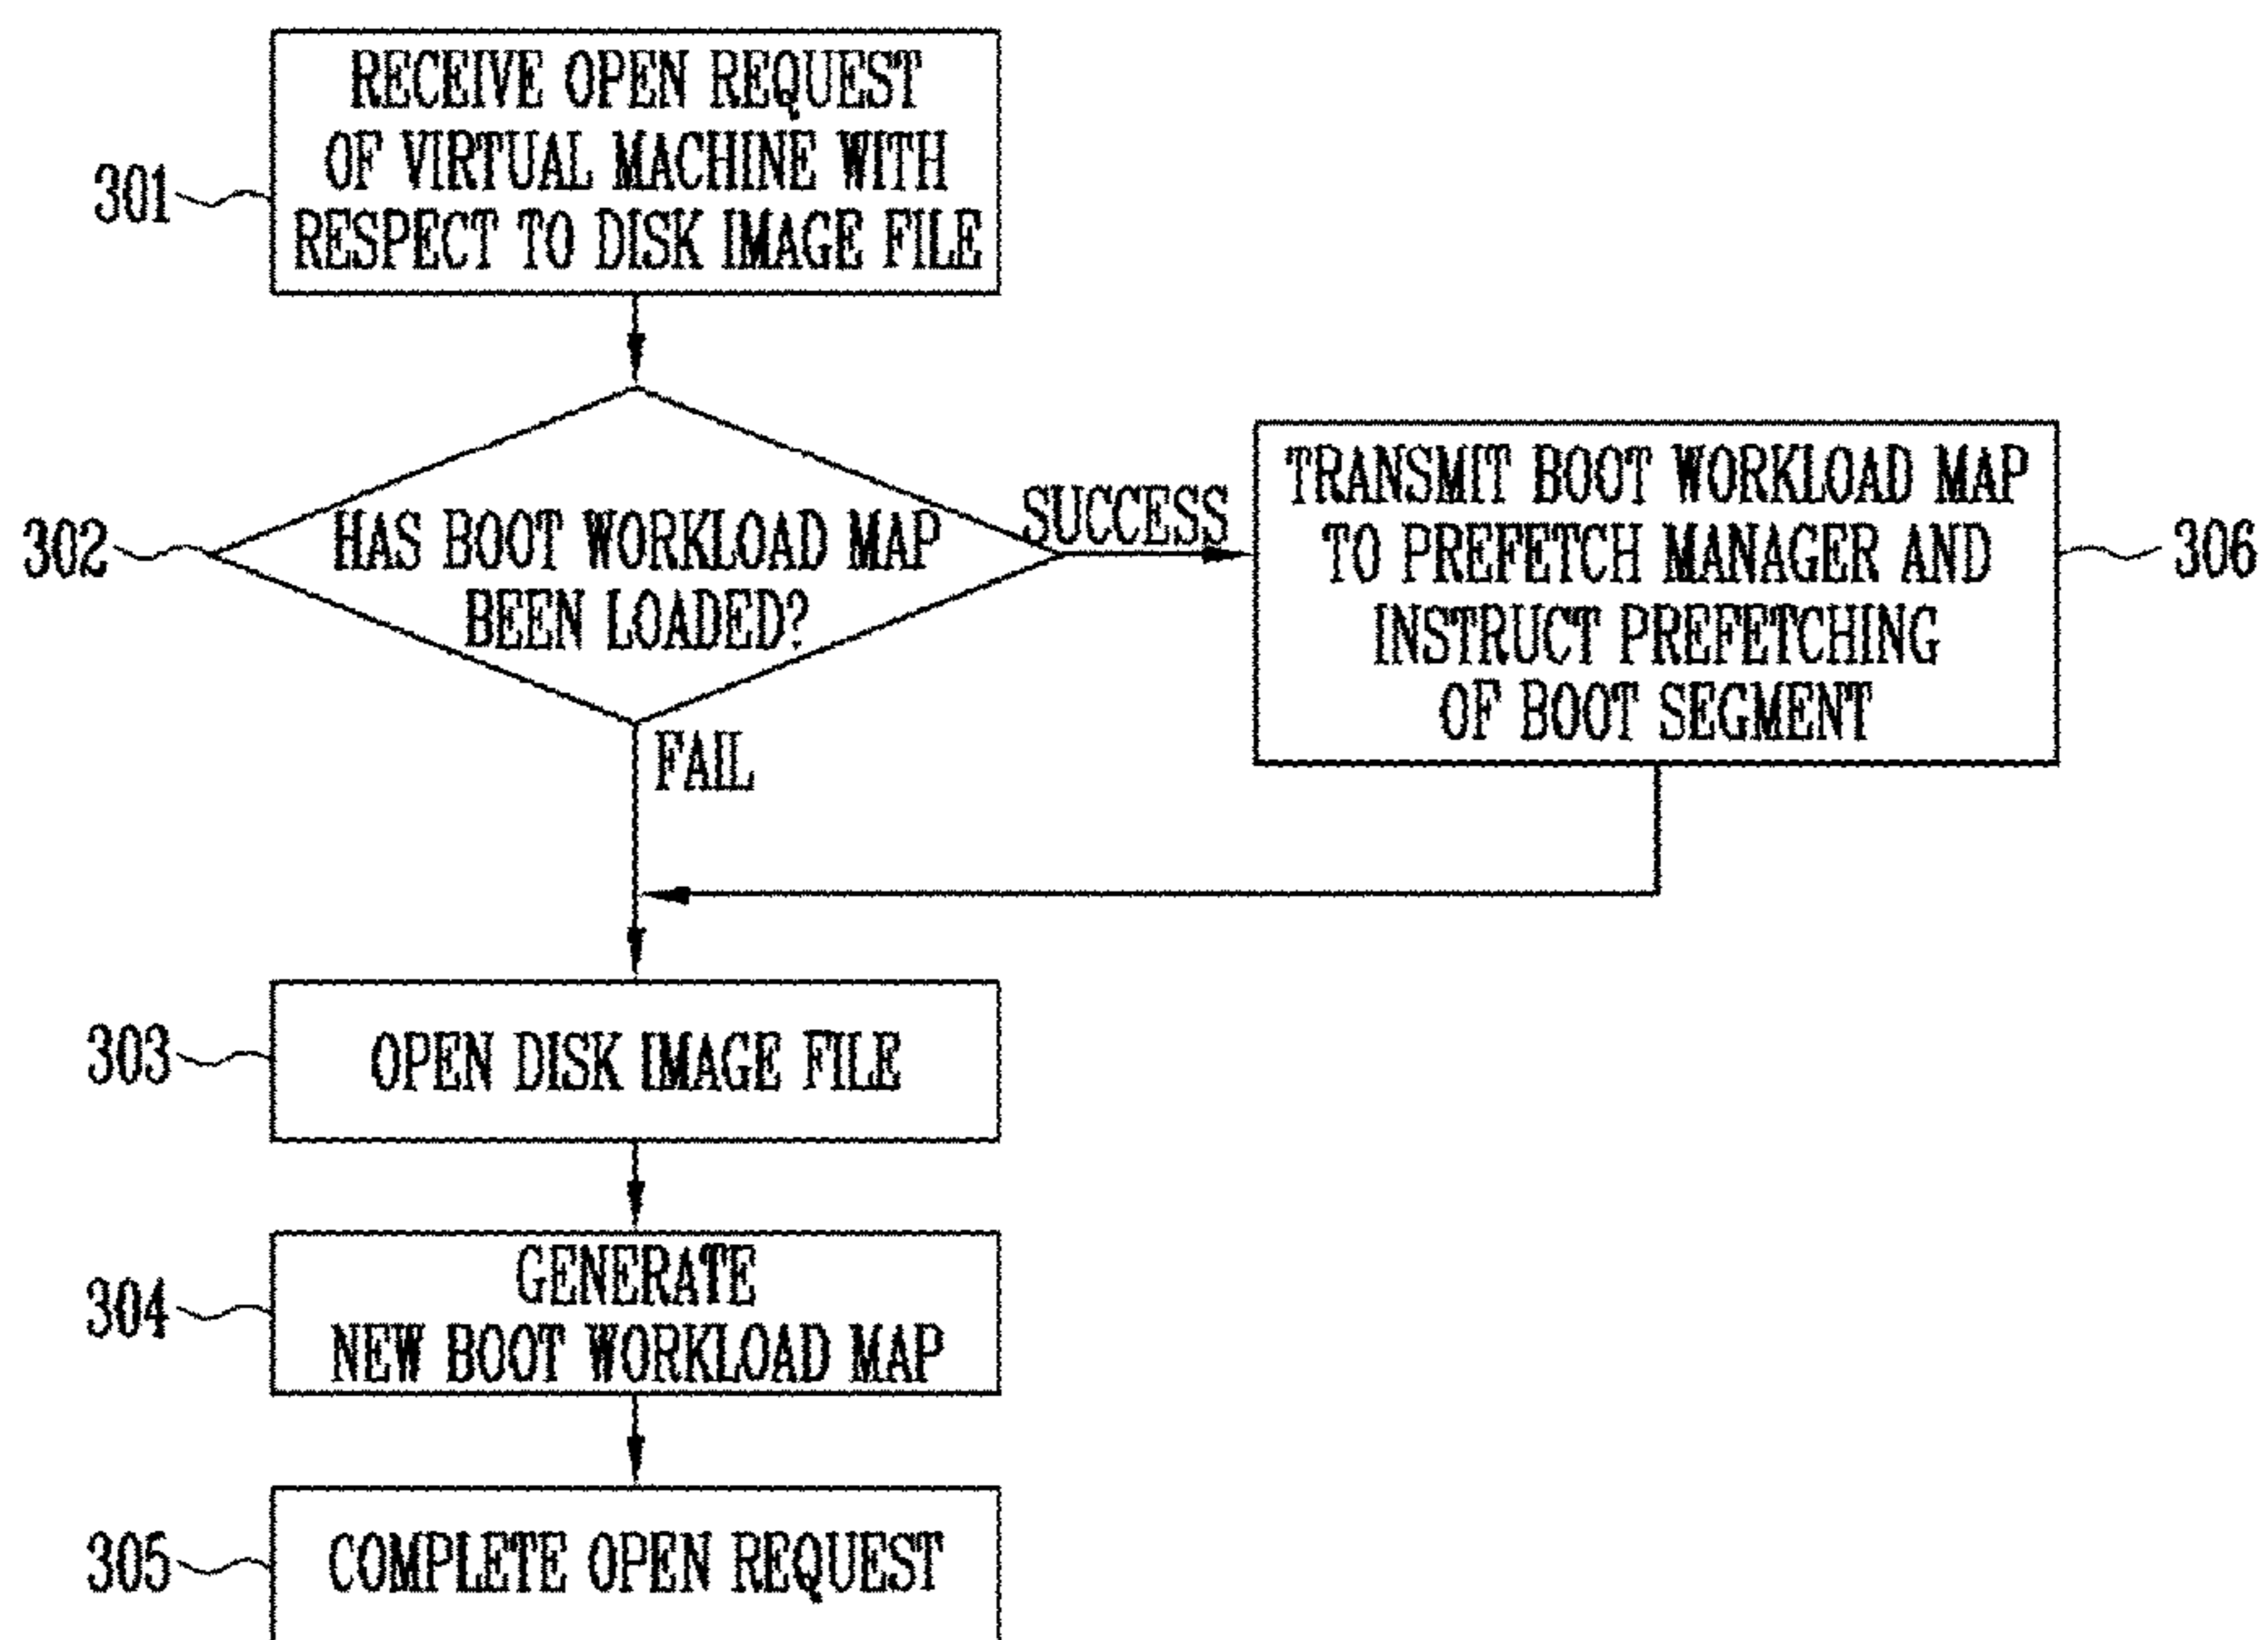 301
RECEIVE OPEN REQUEST
OF VIRTUAL MACHINE WITH
RESPECT TO DISK IMAGE FILE
302
HAS BOOT WORKLOAD MAP
BEEN LOADED?
SUCCESS
FAIL
TRANSMIT BOOT WORKLOAD MAP
TO PREFETCH MANAGER AND
INSTRUCT PREFETCHING
OF BOOT SEGMENT
306
303
OPEN DISK IMAGE FILE
304
GENERATE
NEW BOOT WORKLOAD MAP
305
COMPLETE OPEN REQUEST